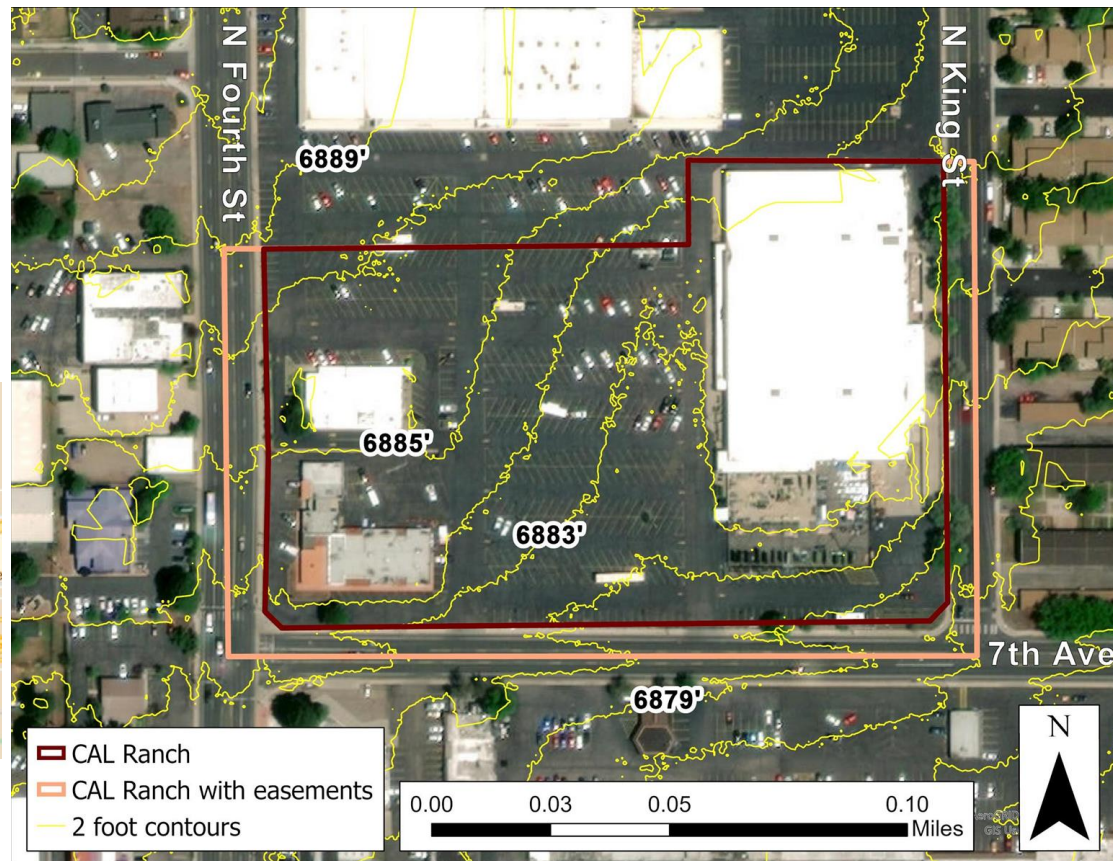 N Fourth St
N King St
6889'
6885'
6883'
7th Ave
6879'
CAL Ranch
CAL Ranch with easements
2 foot contours
0.00 0.03 0.05 0.10
Miles
N